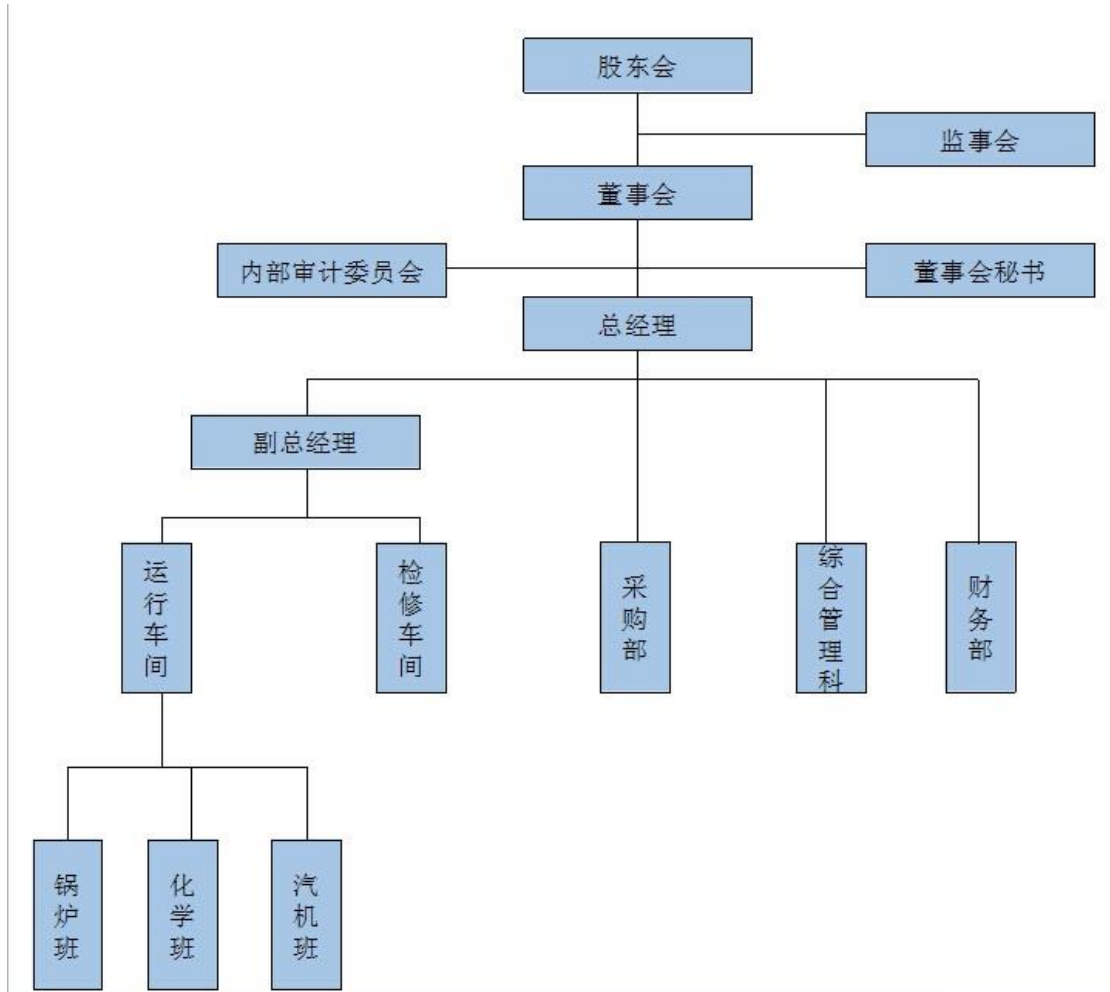 股东会
监事会
董事会
内部审计委员会
董事会秘书
总经理
副总经理
运行车间
检修车间
采购部
综合管理科
财务部
锅炉班
化学班
汽机班